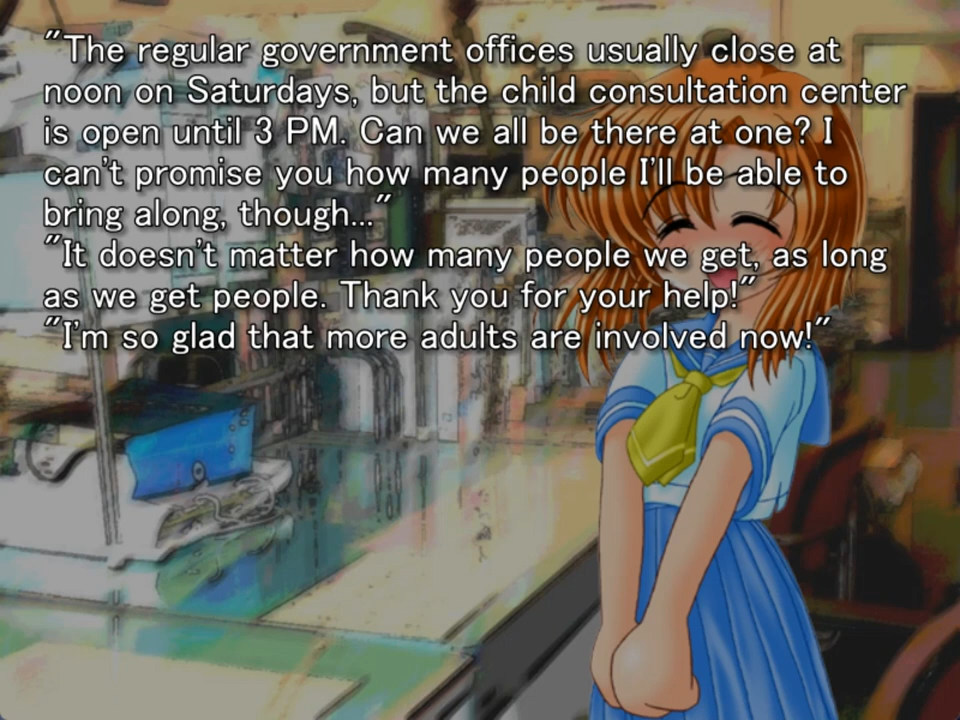 "The regular government offices usually close at
noon on Saturdays, but the child consultation center
is open until 3 PM. Can we all be there at one? I
can't promise you how many people I'll be able to
bring along, though..."
"It doesn't matter how many people we get, as long
as we get people. Thank you for your help!"
"I'm so glad that more adults are involved now!"